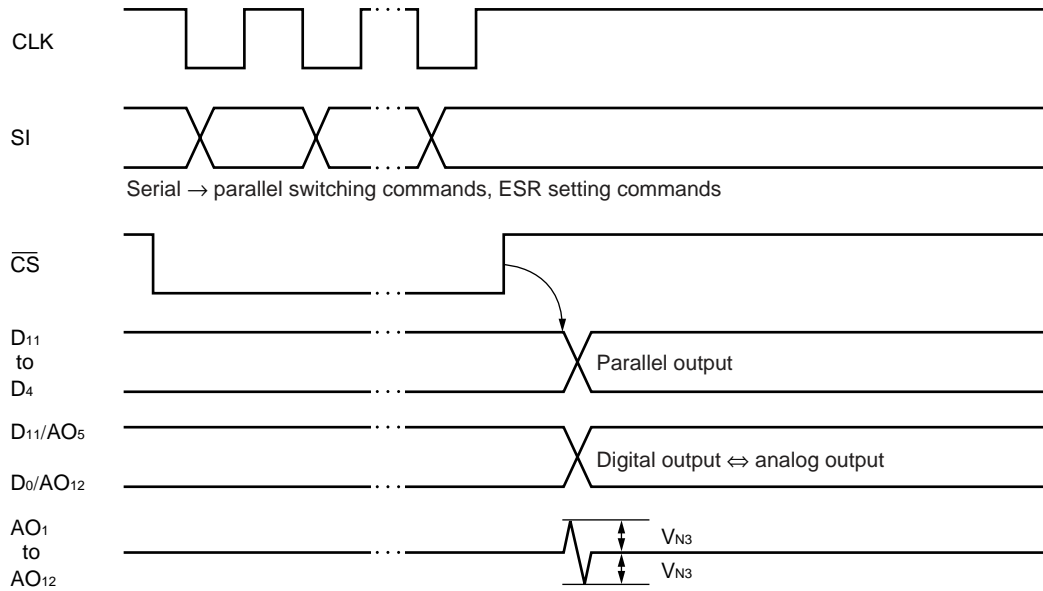 CLK
SI
Serial → parallel switching commands, ESR setting commands
CS
D11
to
D4
Parallel output
D11/AO5
Digital output ⇔ analog output
D0/AO12
AO1
to
AO12
VN3
VN3